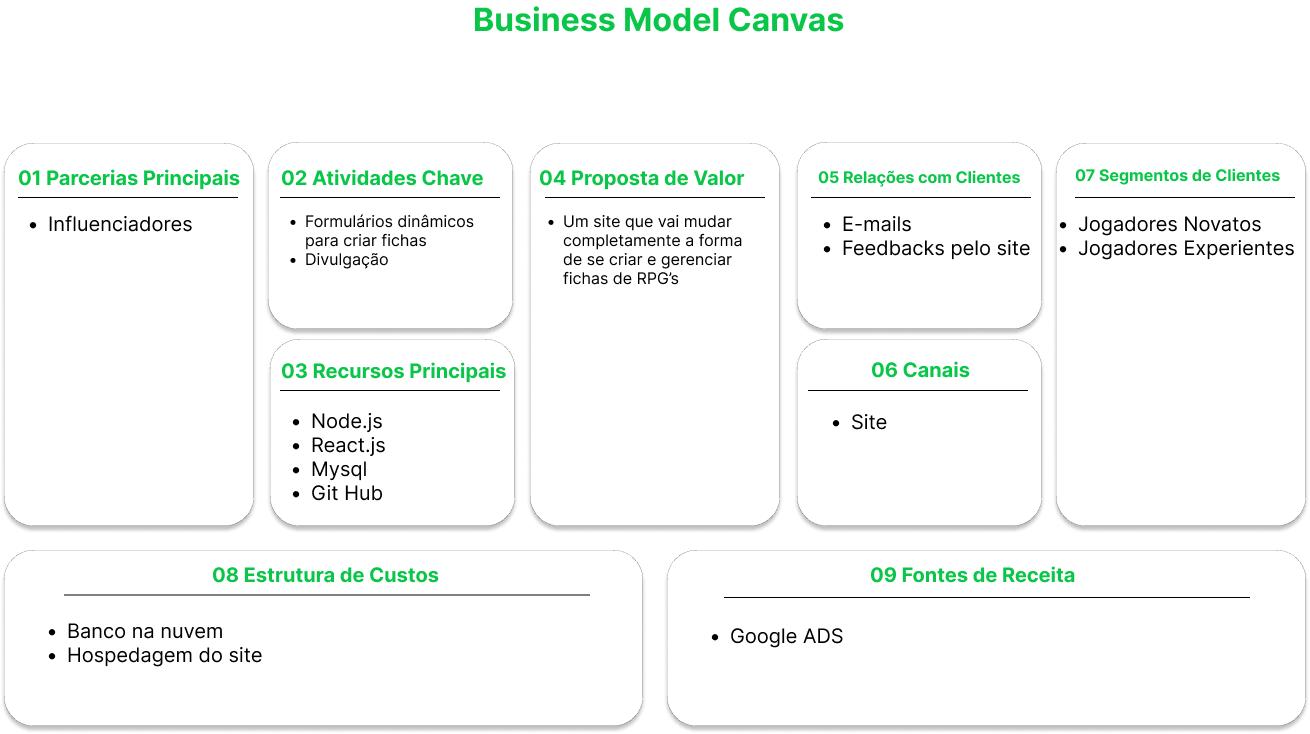 Business Model Canvas
01 Parcerias Principais
• Influenciadores
02 Atividades Chave
• Formulários dinâmicos
para criar fichas
• Divulgação
03 Recursos Principais
• Node.js
• React.js
• Mysql
• Git Hub
04 Proposta de Valor
• Um site que vai mudar
completamente a forma
de se criar e gerenciar
fichas de RPG's
05 Relações com Clientes
• E-mails
• Feedbacks pelo site
06 Canais
• Site
07 Segmentos de Clientes
• Jogadores Novatos
• Jogadores Experientes
08 Estrutura de Custos
• Banco na nuvem
• Hospedagem do site
09 Fontes de Receita
• Google ADS